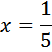 x = 1/5